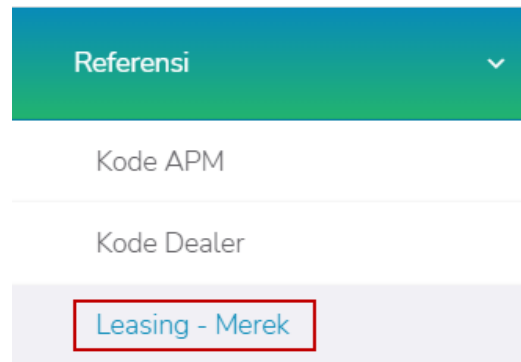 Referensi
Kode APM
Kode Dealer
Leasing - Merek